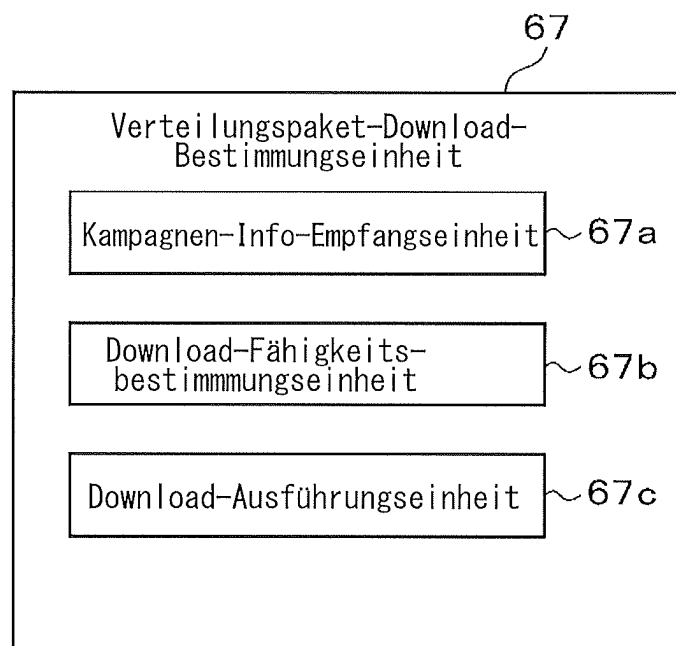 67
Verteilungspaket-Download-
Bestimmungseinheit
Kampagnen-Info-Empfangseinheit
67a
Download-Fähigkeits-
bestimmmungseinheit
67b
Download-Ausführungseinheit
67c